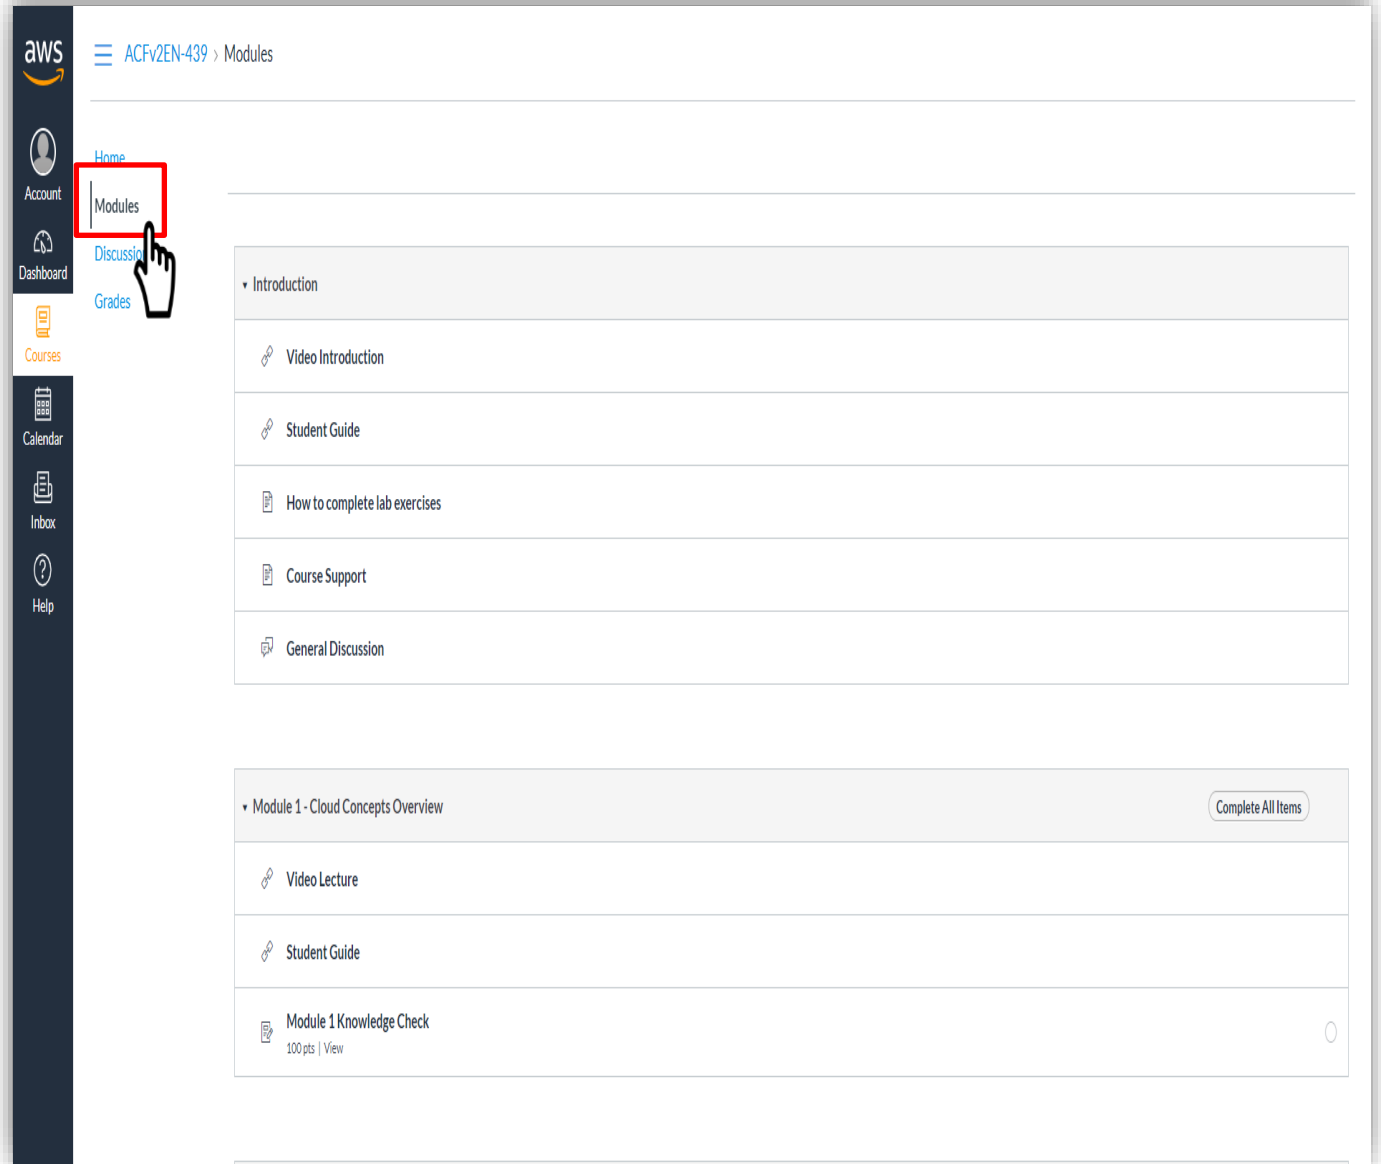 aws
ACFv2EN-439 › Modules
Account
Dashboard
Courses
Calendar
Inbox
Help
Home
Modules
Discussio
Grades
Introduction
Video Introduction
Student Guide
How to complete lab exercises
Course Support
General Discussion
Module 1 - Cloud Concepts Overview
Complete All Items
Video Lecture
Student Guide
Module 1 Knowledge Check
100 pts | View